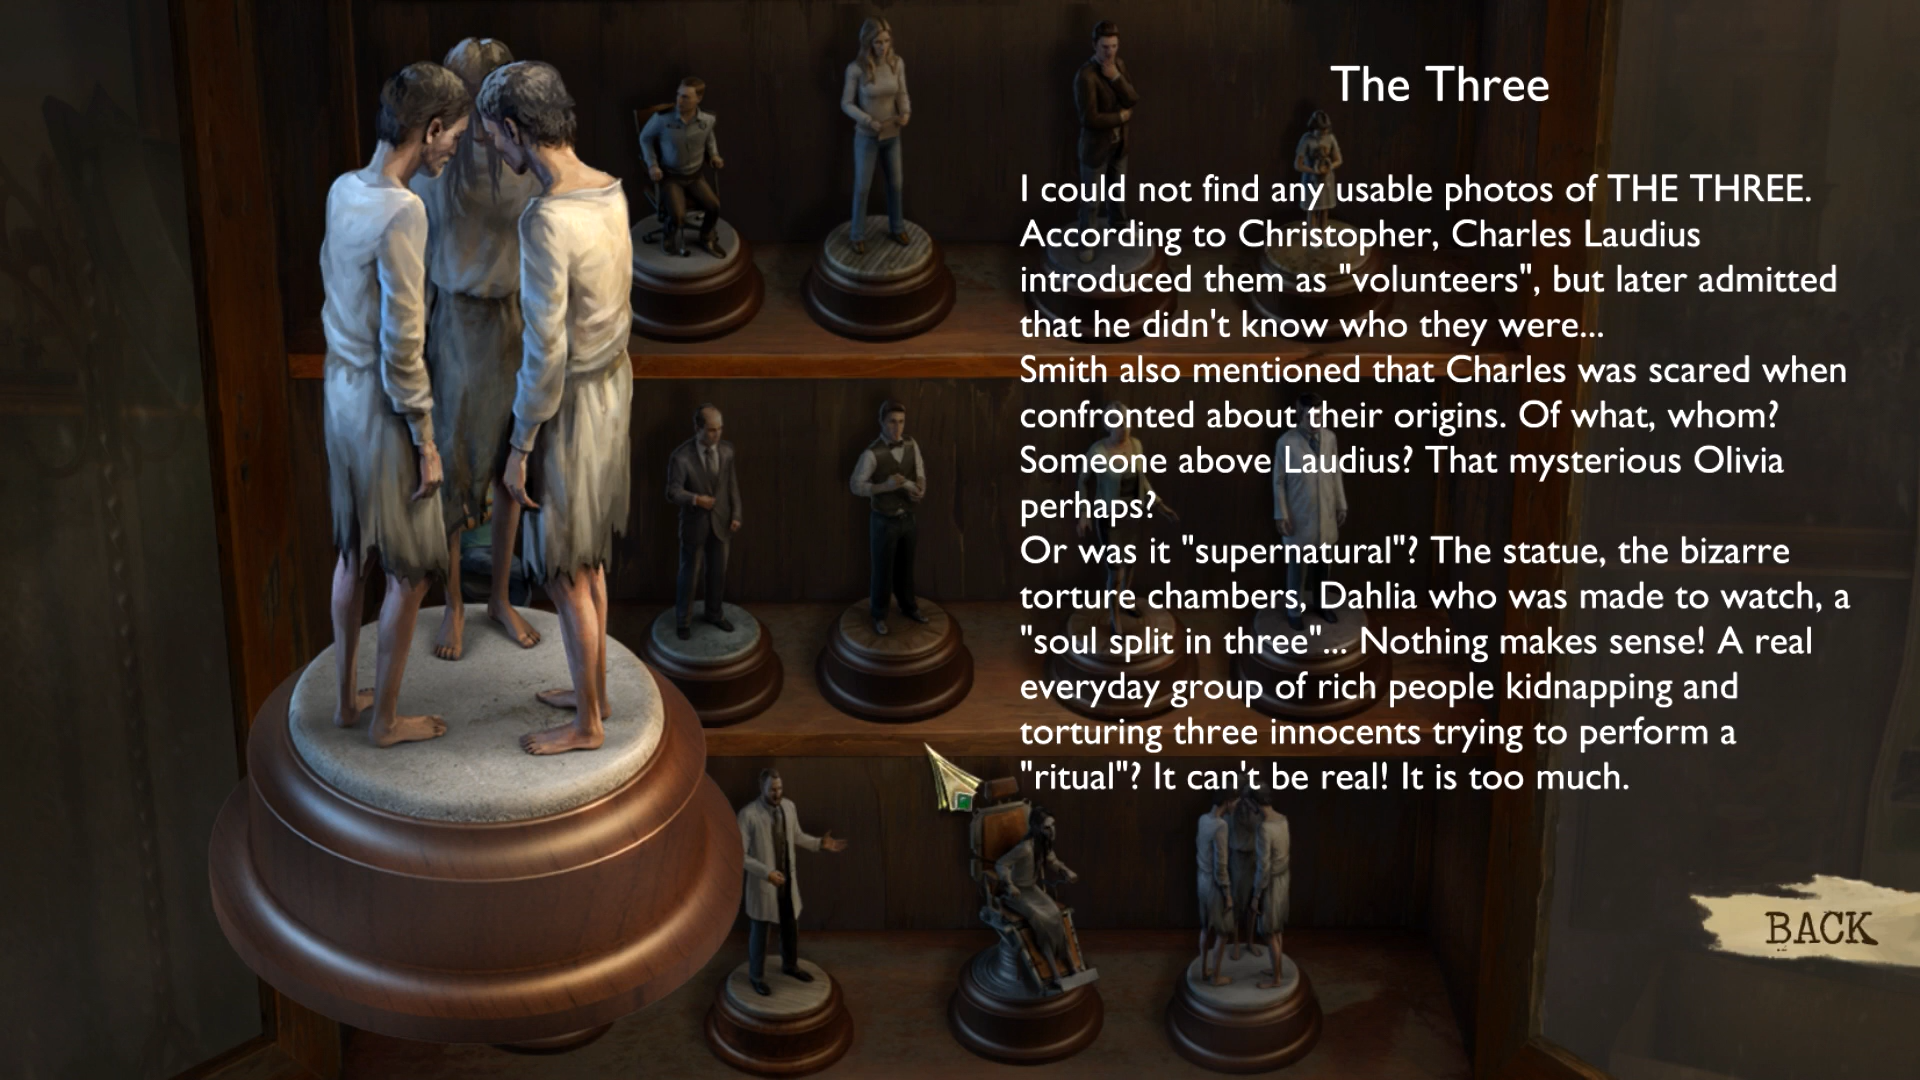 The Three
I could not find any usable photos of THE THREE.
According to Christopher, Charles Laudius
introduced them as "volunteers", but later admitted
that he didn't know who they were...
Smith also mentioned that Charles was scared when
confronted about their origins. Of what, whom?
Someone above Laudius? That mysterious Olivia
perhaps?
Or was it "supernatural"? The statue, the bizarre
torture chambers, Dahlia who was made to watch, a
"soul split in three"... Nothing makes sense! A real
everyday group of rich people kidnapping and
torturing three innocents trying to perform a
"ritual"? It can't be real! It is too much.
BACK